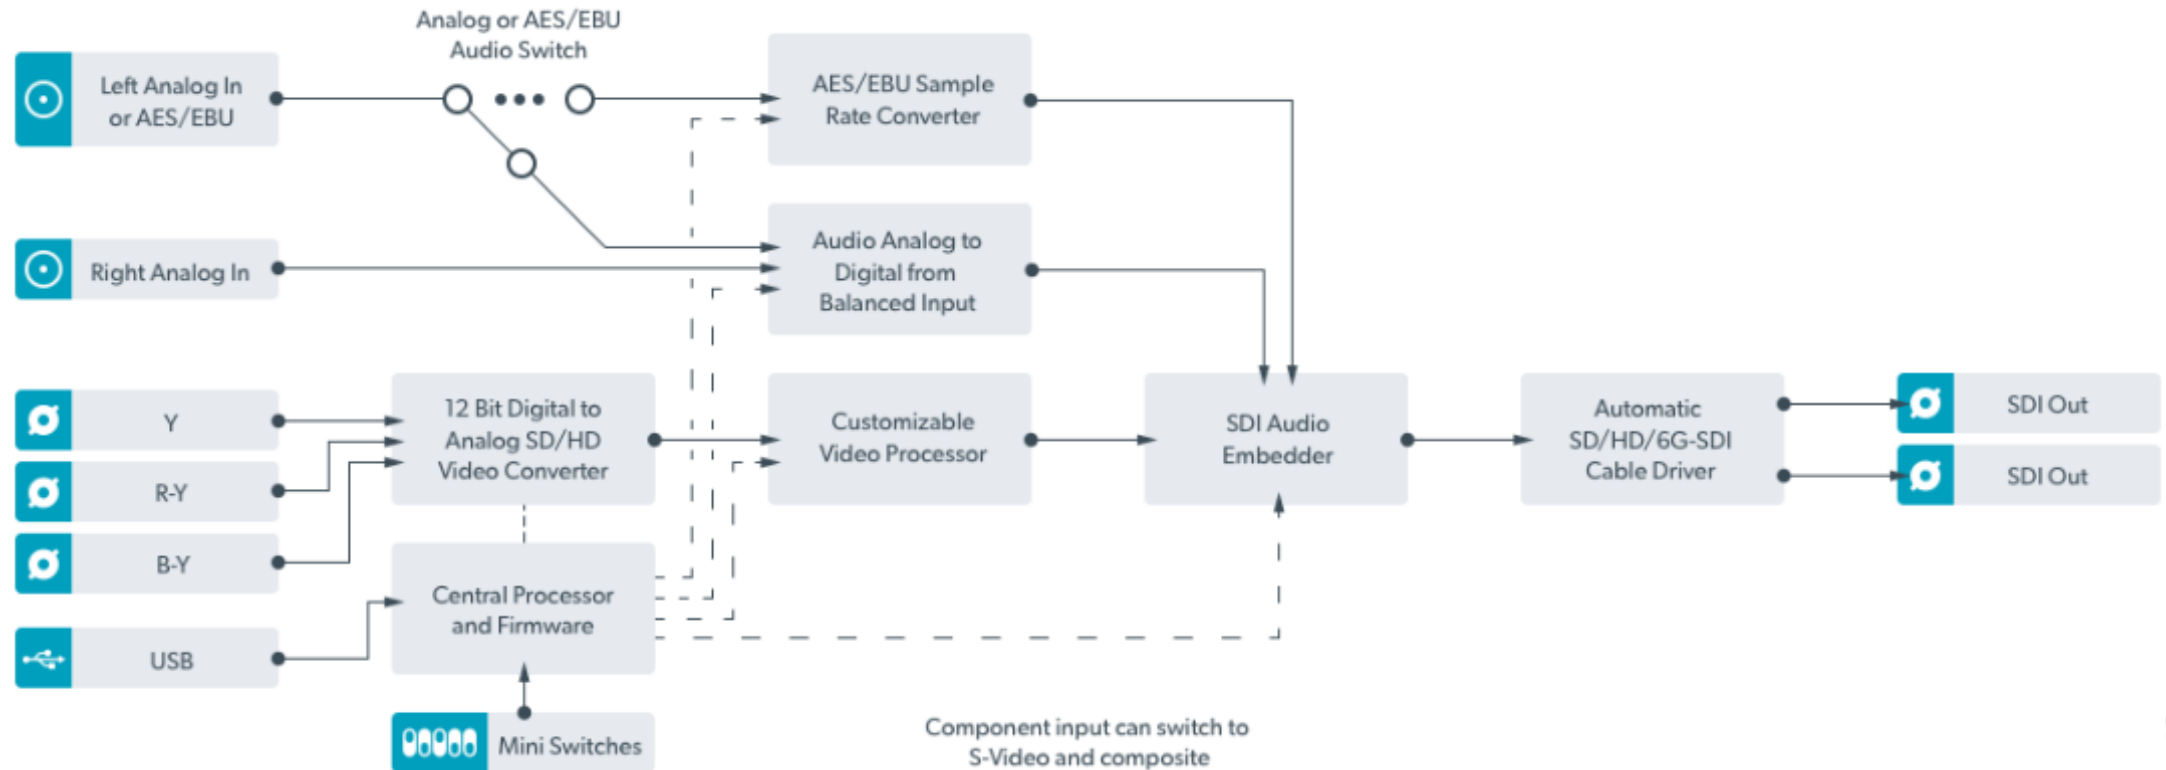 Analog or AES/EBU
Audio Switch
Left Analog In
or AES/EBU
AES/EBU Sample
Rate Converter
Right Analog In
Audio Analog to
Digital from
Balanced Input
Y
R-Y
B-Y
USB
12 Bit Digital to
Analog SD/HD
Video Converter
Customizable
Video Processor
SDI Audio
Embedder
Automatic
SD/HD/6G-SDI
Cable Driver
SDI Out
SDI Out
Central Processor
and Firmware
Mini Switches
Component input can switch to
S-Video and composite